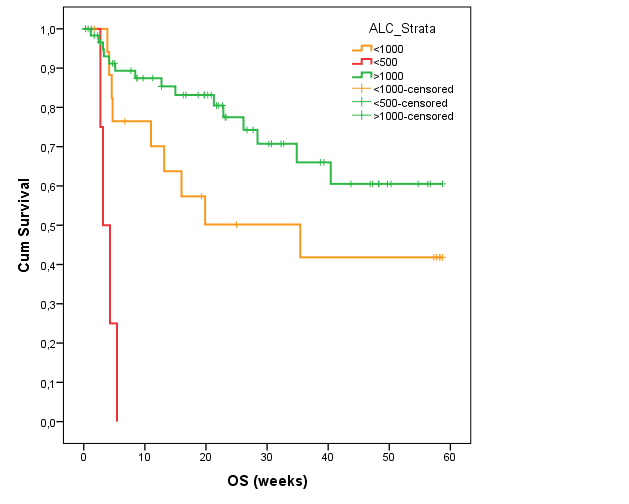 ALC_Strata
<1000
<500
>1000
<1000-censored
<500-censored
>1000-censored
1,0
0,9
0,8
0,7
0,6
0,5
0,4
0,3
0,2
0,1
0,0
Cum Survival
0 10 20 30 40 50 60
OS (weeks)